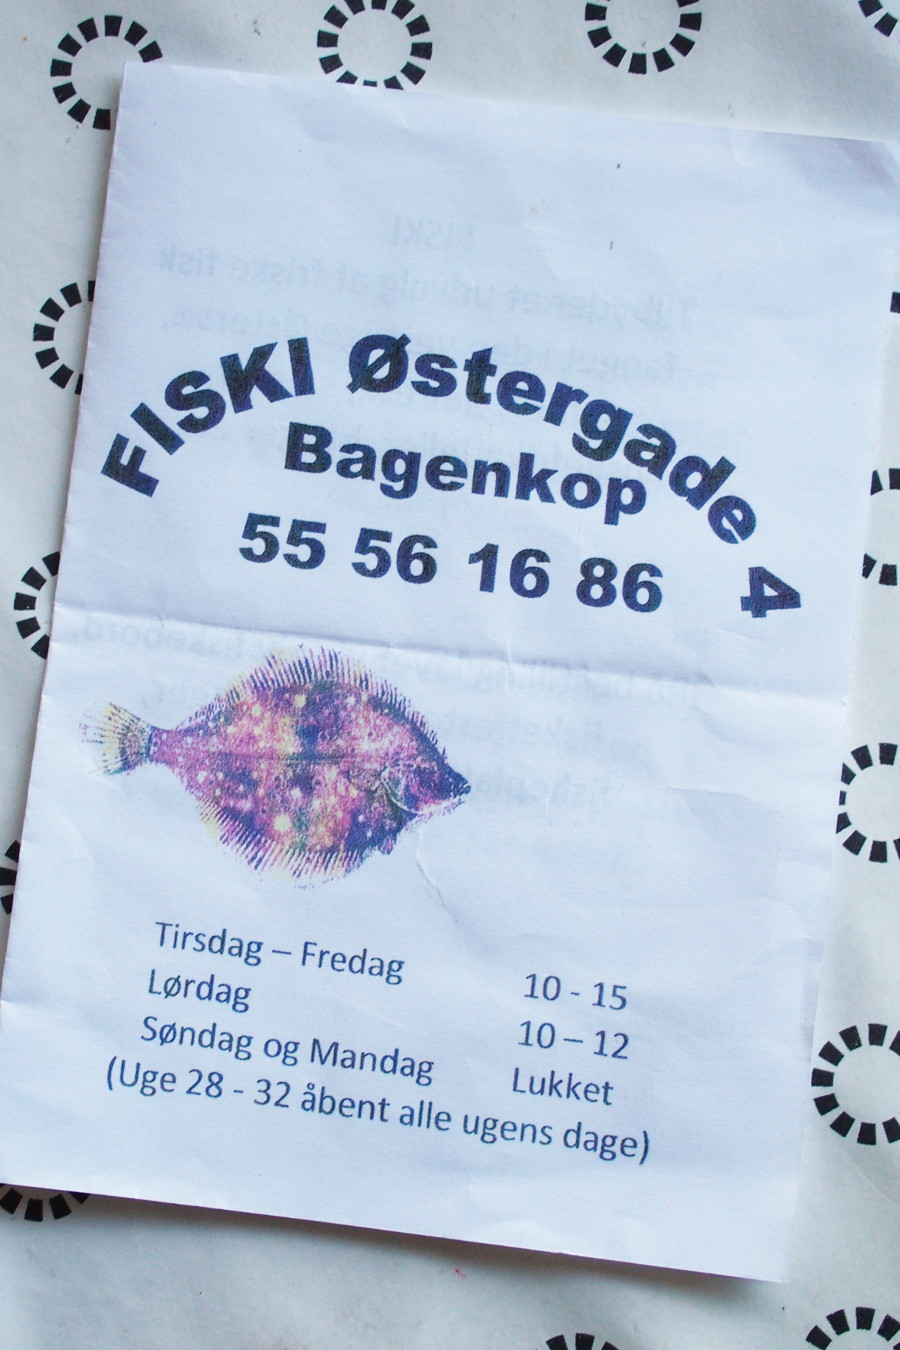 FISKI Østergade 4
Bagenkop
55 56 16 86
Tirsdag – Fredag 10 - 15
Lørdag 10 – 12
Søndag og Mandag Lukket
(Uge 28 - 32 åbent alle ugens dage)